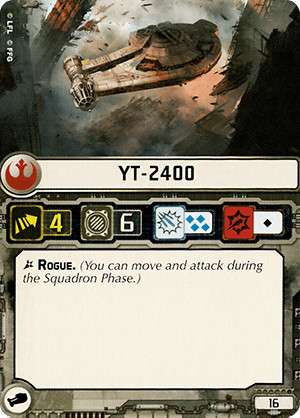 © LFL © FFG
YT-2400
4
6
ROGUE. (You can move and attack during
the Squadron Phase.)
16